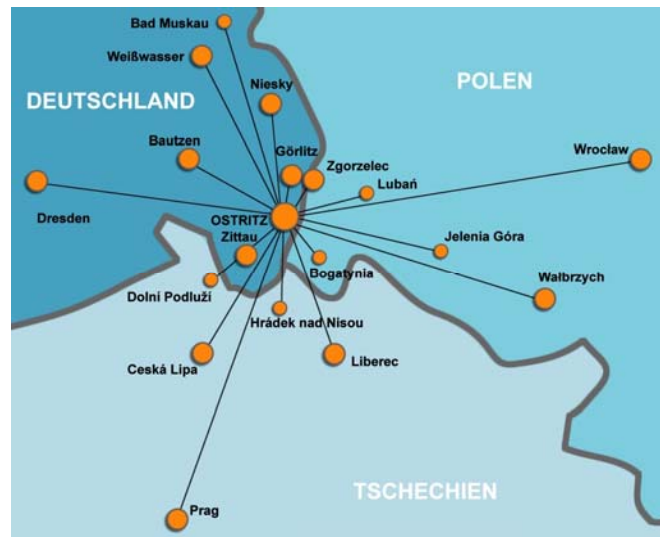 Bad Muskau
Weißwasser
POLEN
Niesky
DEUTSCHLAND
Bautzen
Görlitz
Wrocław
Zgorzelec
Lubań
Dresden
OSTRITZ
Zittau
Jelenia Góra
Bogatynia
Wałbrzych
Dolní Podluží
Hrádek nad Nisou
Ceská Lipa
Liberec
TSCHECHIEN
Prag